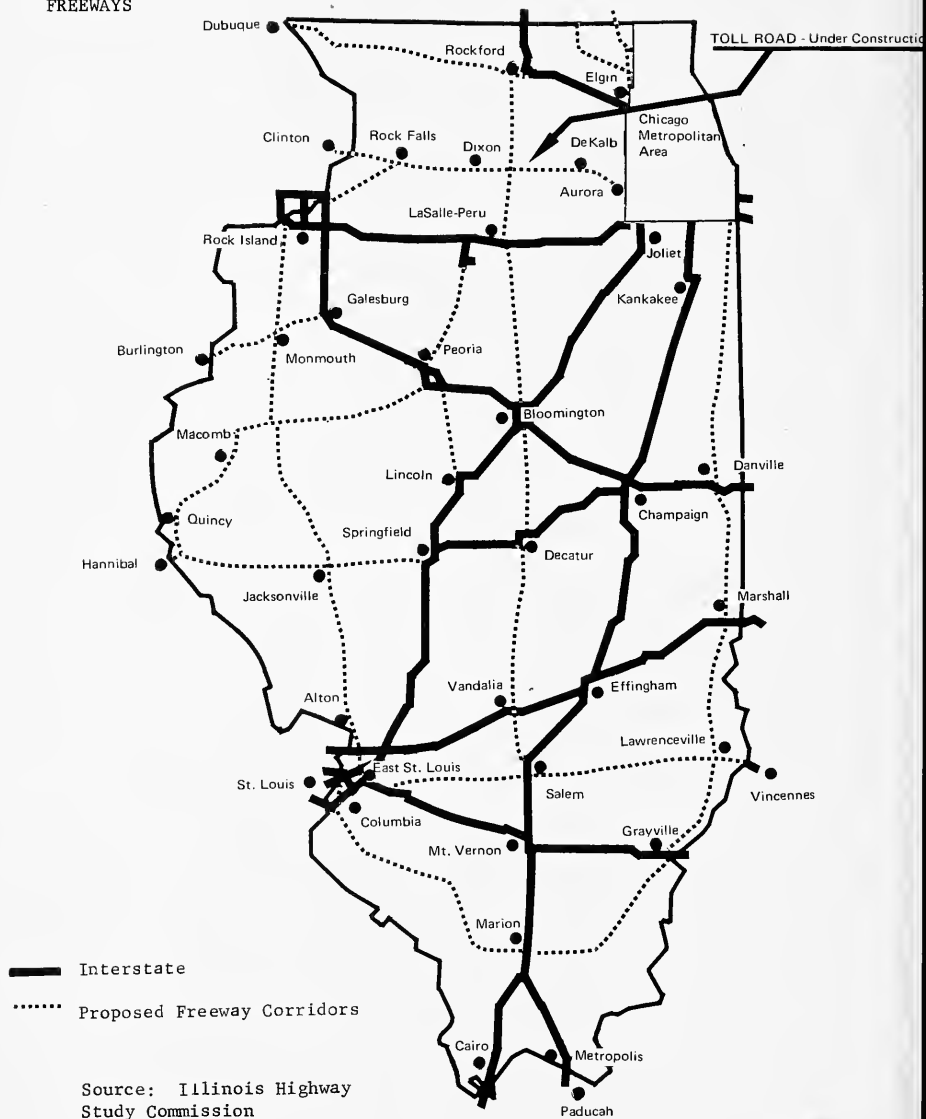 FREEWAYS
Dubuque
Rockford
TOLL ROAD - Under Constructio
Elgin
Chicago
Metropolitan
Area
Clinton
Rock Falls
Dixon
DeKalb
Aurora
LaSalle-Peru
Rock Island
Joliet
Kankakee
Galesburg
Burlington
Monmouth
Peoria
Bloomington
Macomb
Lincoln
Danville
Champaign
Quincy
Springfield
Decatur
Hannibal
Jacksonville
Marshall
Vandalia
Effingham
Alton
Lawrenceville
East St. Louis
St. Louis
Salem
Vincennes
Columbia
Grayville
Mt. Vernon
Marion
Interstate
Proposed Freeway Corridors
Cairo
Metropolis
Source: Illinois Highway
Study Commission
Paducah